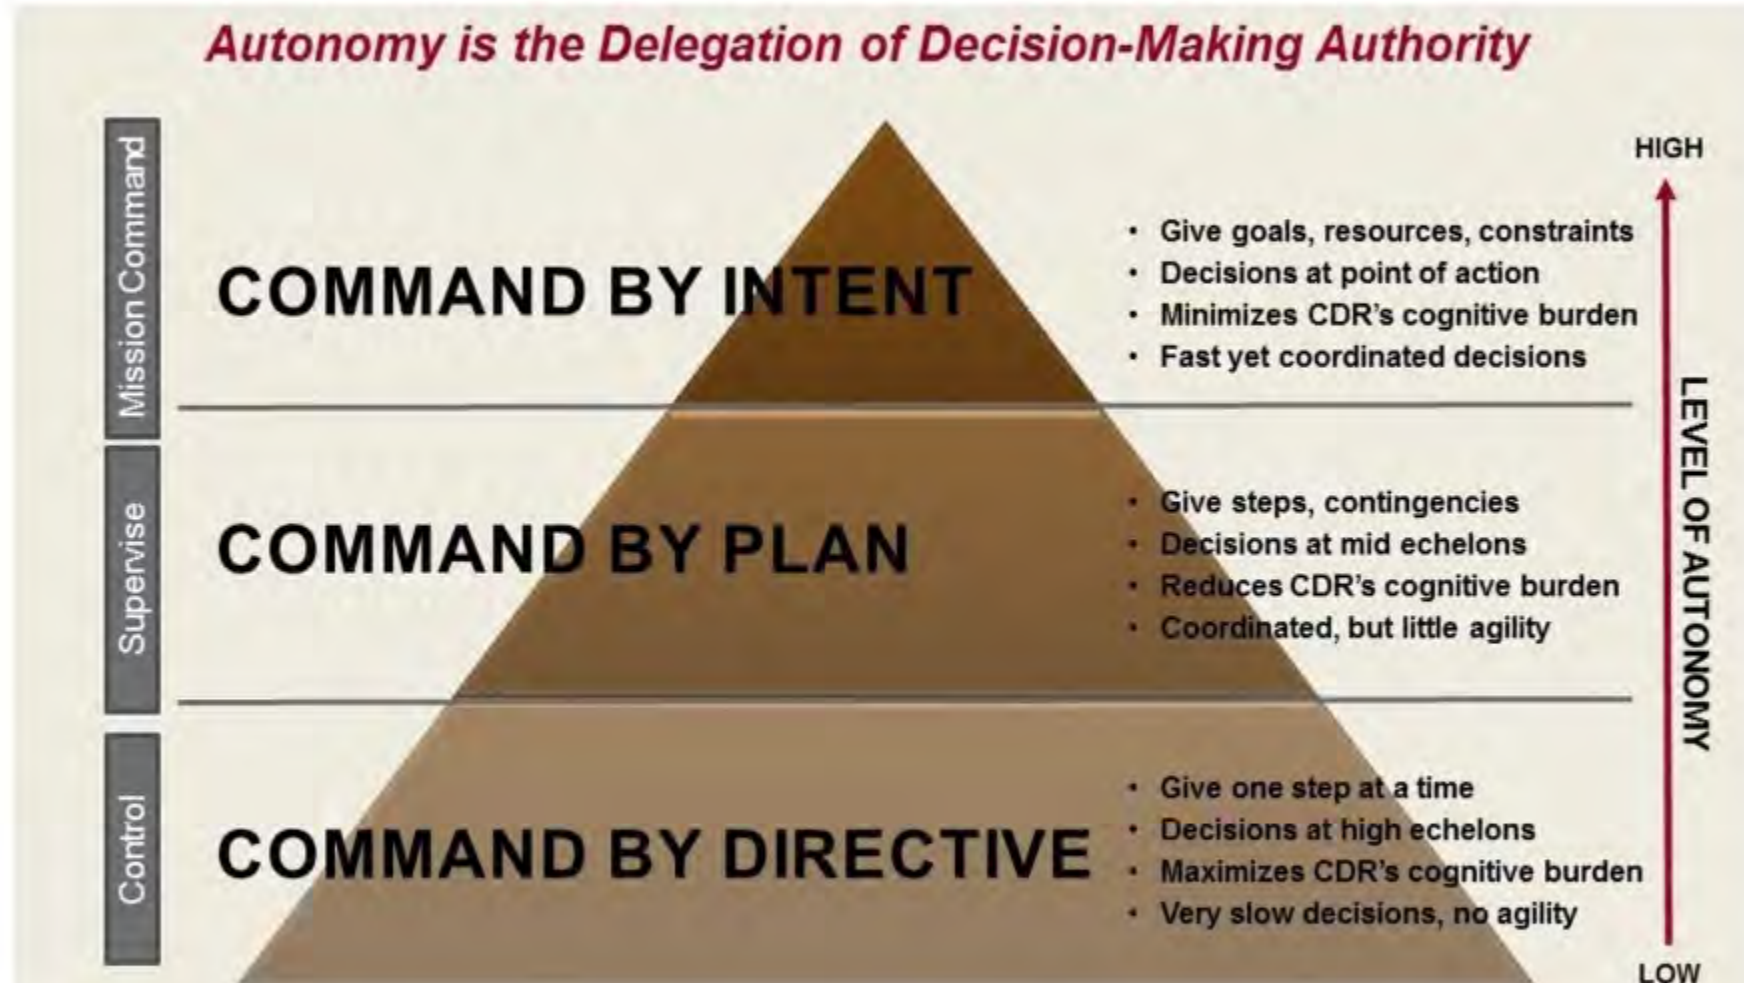 Autonomy is the Delegation of Decision-Making Authority
Mission Command
COMMAND BY INTENT
• Give goals, resources, constraints
• Decisions at point of action
• Minimizes CDR's cognitive burden
• Fast yet coordinated decisions
Supervise
COMMAND BY PLAN
• Give steps, contingencies
• Decisions at mid echelons
• Reduces CDR's cognitive burden
• Coordinated, but little agility
Control
COMMAND BY DIRECTIVE
• Give one step at a time
• Decisions at high echelons
• Maximizes CDR's cognitive burden
• Very slow decisions, no agility
HIGH
LEVEL OF AUTONOMY
LOW